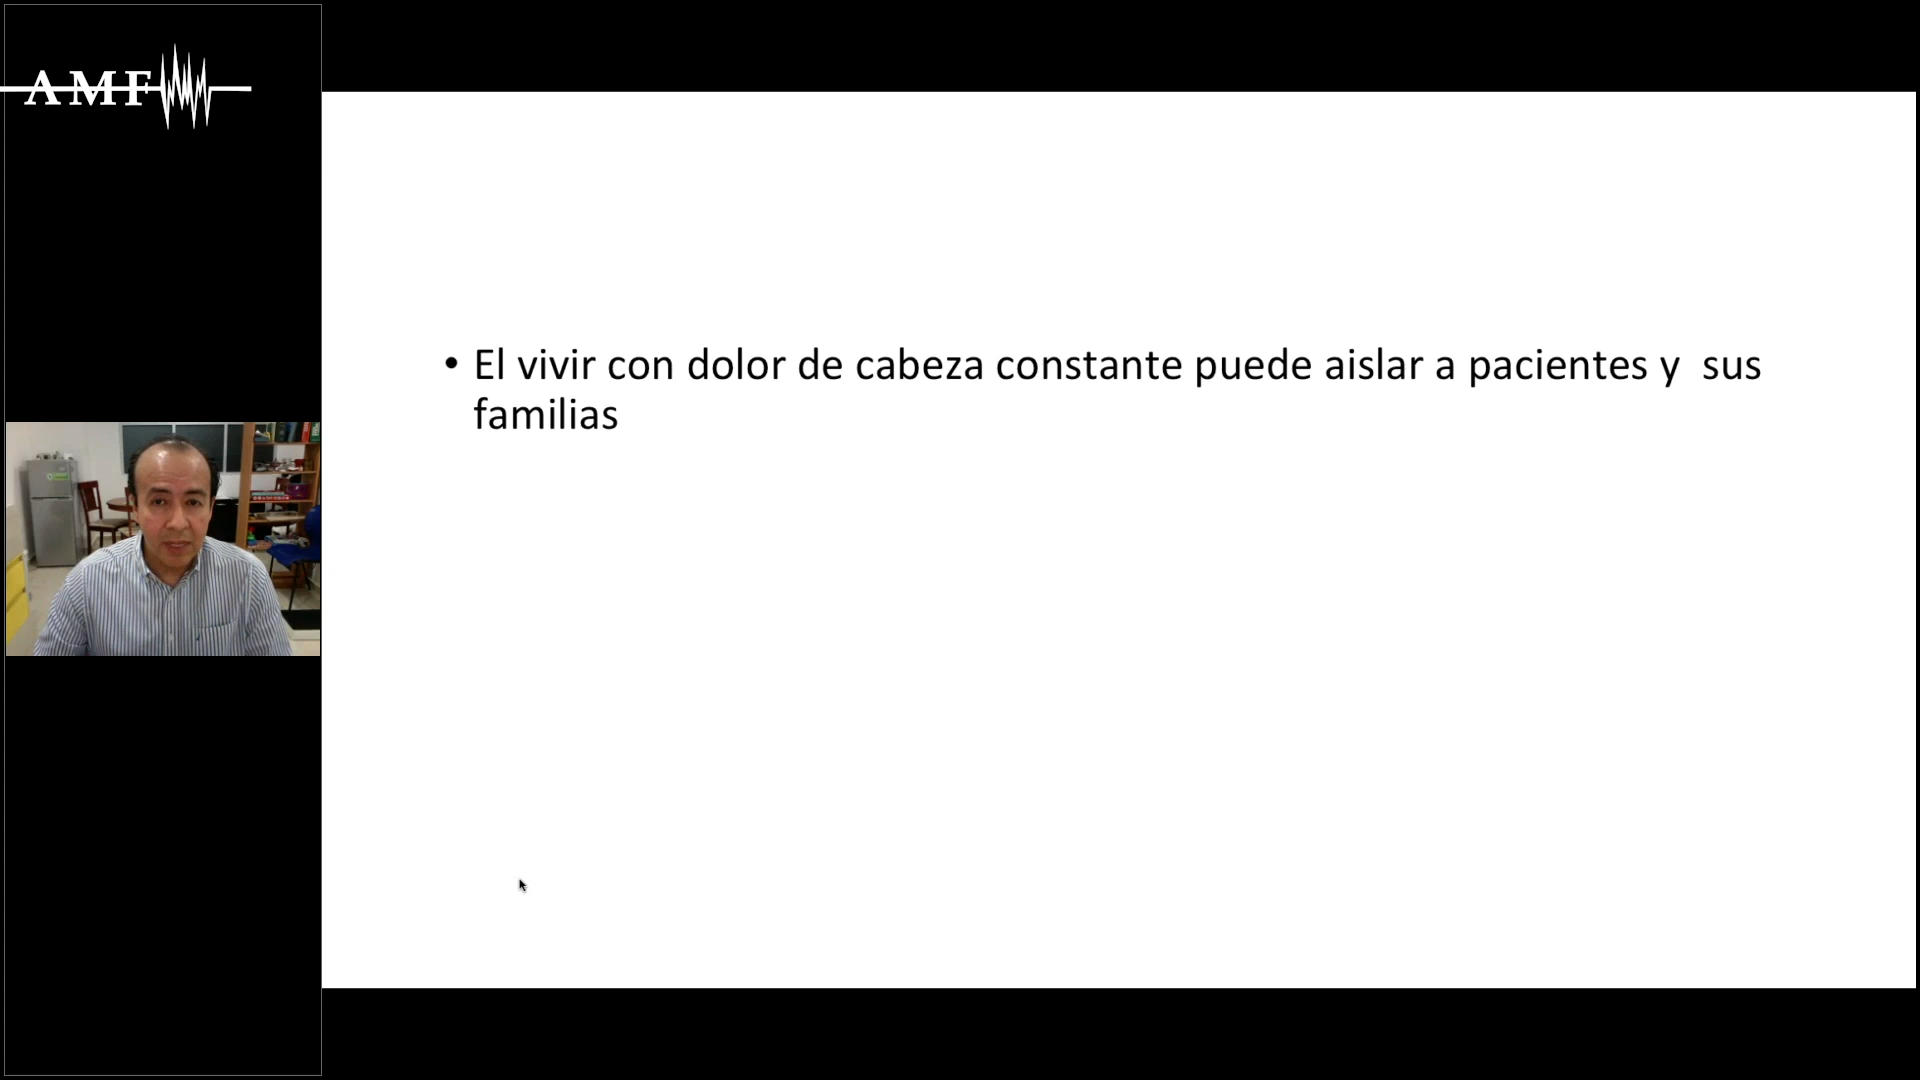 AMF
• El vivir con dolor de cabeza constante puede aislar a pacientes y  sus
familias